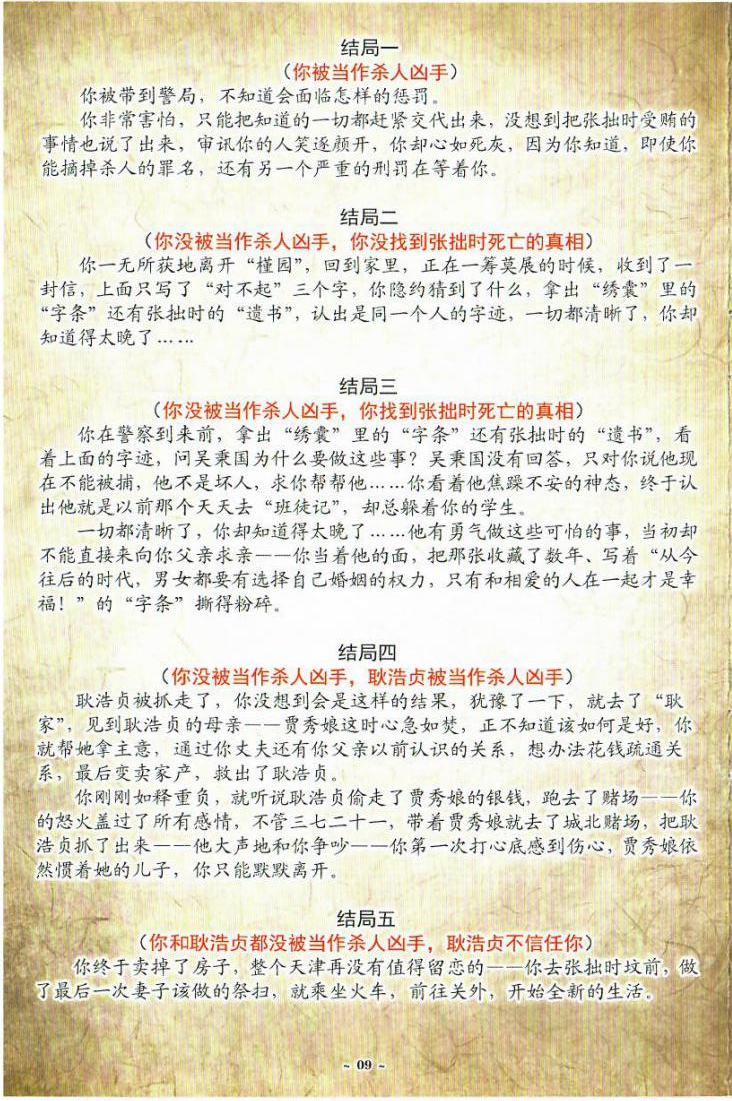 结局一
（你被当作杀人凶手）
你被带到警局，不知道会面临怎样的惩罚。
你非常害怕，只能把知道的一切都赶紧交代出来，没想到把张拙时受贿的
事情也说了出来，审讯你的人笑逐颜开，你却心如死灰，因为你知道，即使你
能摘掉杀人的罪名，还有另一个严重的刑罚在等着你。
结局二
（你没被当作杀人凶手，你没找到张拙时死亡的真相）
你一无所获地离开“槿园”，回到家里，正在一筹莫展的时候，收到了一
封信，上面只写了“对不起”三个字，你隐约猜到了什么，拿出“绣囊”里的
“字条”还有张拙时的“遗书”，认出是同一个人的字迹，一切都清晰了，你却
知道得太晚了……
结局三
（你没被当作杀人凶手，你找到张拙时死亡的真相）
你在警察到来前，拿出“绣囊”里的“字条”还有张拙时的“遗书”，看
着上面的字迹，问吴秉国为什么要做这些事？吴秉国没有回答，只对你说他现
在不能被捕，他不是坏人，求你帮帮他……你看着他焦躁不安的神态，终于认
出他就是以前那个天天去“班徒记”，却总躲着你的学生。
一切都清晰了，你却知道得太晚了……他有勇气做这些可怕的事，当初却
不能直接来向你父亲求亲——你当着他的面，把那张收藏了数年、写着“从今
往后的时代，男女都要有选择自己婚姻的权力，只有和相爱的人在一起才是幸
福！”的“字条”撕得粉碎。
结局四
（你没被当作杀人凶手，耿浩贞被当作杀人凶手）
耿浩贞被抓走了，你没想到会是这样的结果，犹豫了一下，就去了“耿
家”，见到耿浩贞的母亲——贾秀娘这时心急如焚，正不知道该如何是好，你
就帮她拿主意，通过你丈夫还有你父亲以前认识的关系，想办法花钱疏通关
系，最后变卖家产，救出了耿浩贞。
你刚刚如释重负，就听说耿浩贞偷走了贾秀娘的银钱，跑去了赌场——你
的怒火盖过了所有感情，不管三七二十一，带着贾秀娘就去了城北赌场，把耿
浩贞抓了出来——他大声地和你争吵——你第一次打心底感到伤心，贾秀娘依
然惯着她的儿子，你只能默默离开。
结局五
（你和耿浩贞都没被当作杀人凶手，耿浩贞不信任你）
你终于卖掉了房子，整个天津再没有值得留恋的——你去张拙时坟前，做
了最后一次妻子该做的祭扫，就乘坐火车，前往关外，开始全新的生活。
~ 09 ~